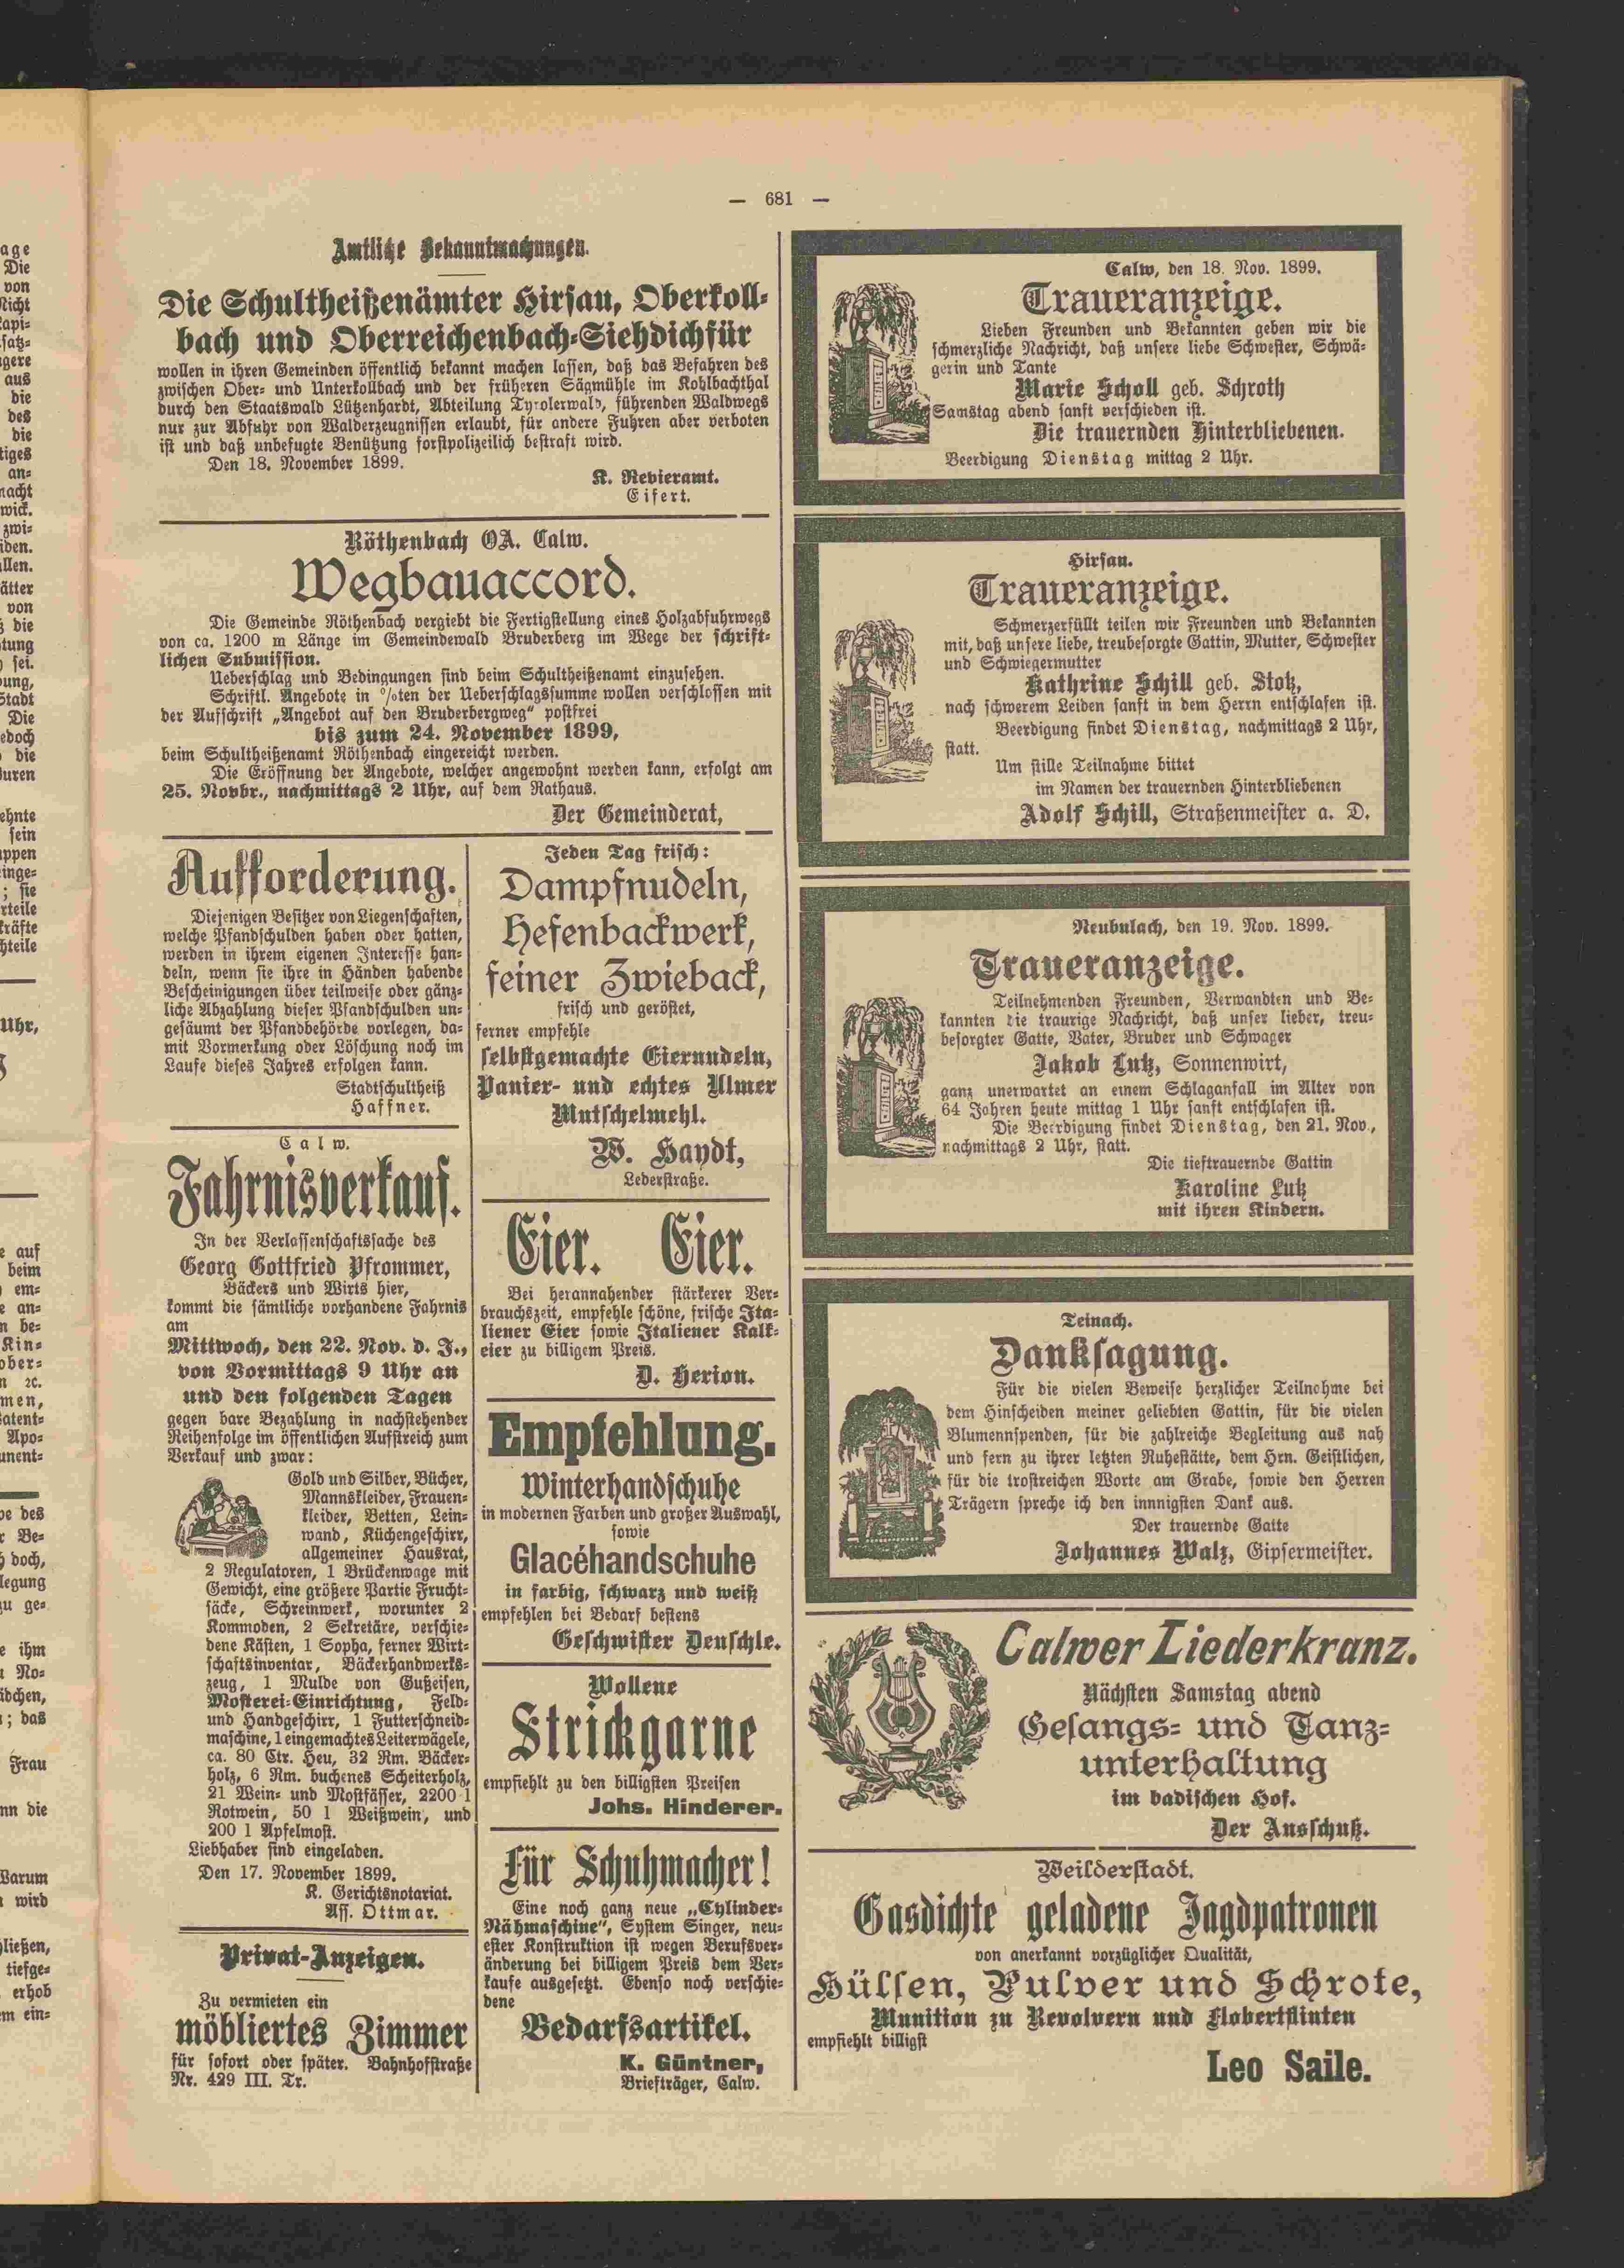 — 681 —
Amtliche Bekanntmachungen.
Die Schultheißenämter Hirsau, Oberkoll-
bach und Oberreichenbach-Siehdichfür
wollen in ihren Gemeinden öffentlich bekannt machen lassen, daß das Befahren des
zwischen Ober- und Unterkollbach und der früheren Sägmühle im Kohlbachthal
durch den Staatswald Lützenhardt, Abteilung Tyrolerwald, führenden Waldwegs
nur zur Abfuhr von Walderzeugnissen erlaubt, für andere Fuhren aber verboten
ist und daß unbefugte Benützung forstpolizeilich bestraft wird.
Den 18. November 1899.
K. Revieramt.
Eifert.
Röthenbach OA. Calw.
Wegbauaccord.
Die Gemeinde Röthenbach vergiebt die Fertigstellung eines Holzabfuhrwegs
von ca. 1200 m Länge im Gemeindewald Bruderberg im Wege der schrift-
lichen Submission.
Ueberschlag und Bedingungen sind beim Schultheißenamt einzusehen.
Schriftl. Angebote in %oten der Ueberschlagssumme wollen verschlossen mit
der Aufschrift „Angebot auf den Bruderbergweg“ postfrei
bis zum 24. November 1899,
beim Schultheißenamt Röthenbach eingereicht werden.
Die Eröffnung der Angebote, welcher angewohnt werden kann, erfolgt am
25. Novbr., nachmittags 2 Uhr, auf dem Rathaus.
Der Gemeinderat,
Aufforderung.
Diejenigen Besitzer von Liegenschaften,
welche Pfandschulden haben oder hatten,
werden in ihrem eigenen Interesse han-
deln, wenn sie ihre in Händen habende
Bescheinigungen über teilweise oder gänz-
liche Abzahlung dieser Pfandschulden un-
gesäumt der Pfandbehörde vorlegen, da-
mit Vormerkung oder Löschung noch im
Laufe dieses Jahres erfolgen kann.
Stadtschultheiß
Haffner.
Calw.
Fahrnisverkauf.
In der Verlassenschaftssache des
Georg Gottfried Pfrommer,
Bäckers und Wirts hier,
kommt die sämtliche vorhandene Fahrnis
am
Mittwoch, den 22. Nov. d. J.,
von Vormittags 9 Uhr an
und den folgenden Tagen
gegen bare Bezahlung in nachstehender
Reihenfolge im öffentlichen Aufstreich zum
Verkauf und zwar:
Gold und Silber, Bücher,
Mannskleider, Frauen-
kleider, Betten, Lein-
wand, Küchengeschirr,
allgemeiner Hausrat,
2 Regulatoren, 1 Brückenwage mit
Gewicht, eine größere Partie Frucht-
säcke, Schreinwerk, worunter 2
Kommoden, 2 Sekretäre, verschie-
dene Kästen, 1 Sopha, ferner Wirt-
schaftsinventar, Bäckerhandwerks-
zeug, 1 Mulde von Gußeisen,
Mosterei-Einrichtung, Feld-
und Handgeschirr, 1 Futterschneid-
maschine, 1 eingemachtes Leiterwägele,
ca. 80 Ctr. Heu, 32 Rm. Bäcker-
holz, 6 Rm. buchenes Scheiterholz,
21 Wein- und Mostfässer, 2200 l
Rotwein, 50 l Weißwein, und
200 l Apfelmost.
Liebhaber sind eingeladen.
Den 17. November 1899.
K. Gerichtsnotariat.
Ass. Ottmar.
Privat-Anzeigen.
Zu vermieten ein
möbliertes Zimmer
für sofort oder später. Bahnhofstraße
Nr. 429 III. Tr.
Jeden Tag frisch:
Dampfnudeln,
Hefenbackwerk,
feiner Zwieback,
frisch und geröstet,
ferner empfehle
selbstgemachte Eiernudeln,
Panier- und echtes Ulmer
Mutschelmehl.
W. Haydt,
Lederstraße.
Eier. Eier.
Bei herannahender stärkerer Ver-
brauchszeit, empfehle schöne, frische Ita-
liener Eier sowie Italiener Kalk-
eier zu billigem Preis.
D. Herion.
Empfehlung.
Winterhandschuhe
in modernen Farben und großer Auswahl,
sowie
Glacéhandschuhe
in farbig, schwarz und weiß
empfehlen bei Bedarf bestens
Geschwister Deuschle.
Wollene
Strickgarne
empfiehlt zu den billigsten Preisen
Johs. Hinderer.
Für Schuhmacher!
Eine noch ganz neue „Cylinder-
Nähmaschine“, System Singer, neu-
ester Konstruktion ist wegen Berufsver-
änderung bei billigem Preis dem Ver-
kaufe ausgesetzt. Ebenso noch verschie-
dene
Bedarfsartikel.
K. Güntner,
Briefträger, Calw.
Calw, den 18. Nov. 1899.
Traueranzeige.
Lieben Freunden und Bekannten geben wir die
schmerzliche Nachricht, daß unsere liebe Schwester, Schwä-
gerin und Tante
Marie Scholl geb. Schroth
Samstag abend sanft verschieden ist.
Die trauernden Hinterbliebenen.
Beerdigung Dienstag mittag 2 Uhr.
Hirsau.
Traueranzeige.
Schmerzerfüllt teilen wir Freunden und Bekannten
mit, daß unsere liebe, treubesorgte Gattin, Mutter, Schwester
und Schwiegermutter
Kathrine Schill geb. Stotz,
nach schwerem Leiden sanft in dem Herrn entschlafen ist.
Beerdigung findet Dienstag, nachmittags 2 Uhr,
statt.
Um stille Teilnahme bittet
im Namen der trauernden Hinterbliebenen
Adolf Schill, Straßenmeister a. D.
Neubulach, den 19. Nov. 1899.
Traueranzeige.
Teilnehmenden Freunden, Verwandten und Be-
kannten die traurige Nachricht, daß unser lieber, treu-
besorgter Gatte, Vater, Bruder und Schwager
Jakob Lutz, Sonnenwirt,
ganz unerwartet an einem Schlaganfall im Alter von
64 Jahren heute mittag 1 Uhr sanft entschlafen ist.
Die Beerdigung findet Dienstag, den 21. Nov.,
nachmittags 2 Uhr, statt.
Die tieftrauernde Gattin
Karoline Lutz
mit ihren Kindern.
Teinach.
Danksagung.
Für die vielen Beweise herzlicher Teilnahme bei
dem Hinscheiden meiner geliebten Gattin, für die vielen
Blumennspenden, für die zahlreiche Begleitung aus nah
und fern zu ihrer letzten Ruhestätte, dem Hrn. Geistlichen,
für die trostreichen Worte am Grabe, sowie den Herren
Trägern spreche ich den innnigsten Dank aus.
Der trauernde Gatte
Johannes Walz, Gipsermeister.
Calwer Liederkranz.
Nächsten Samstag abend
Gesangs- und Tanz-
unterhaltung
im badischen Hof.
Der Ausschuß.
Weilderstadt.
Gasdichte geladene Jagdpatronen
von anerkannt vorzüglicher Qualität,
Hülsen, Pulver und Schrote,
Munition zu Revolvern und Flobertflinten
empfiehlt billigst
Leo Saile.